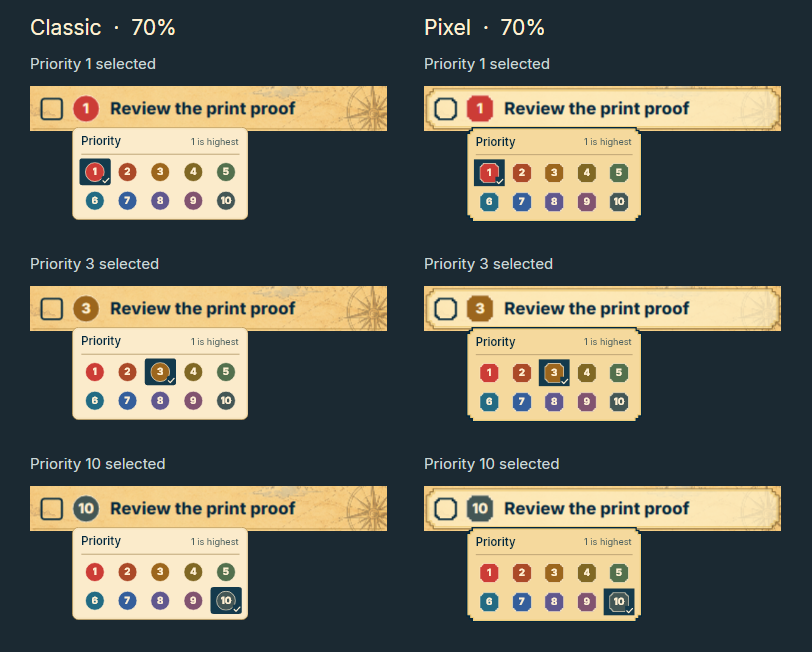 Classic · 70%
Priority 1 selected
1 Review the print proof
Priority 1 is highest
1 2 3 4 5
6 7 8 9 10
Priority 3 selected
3 Review the print proof
Priority 1 is highest
1 2 3 4 5
6 7 8 9 10
Priority 10 selected
10 Review the print proof
Priority 1 is highest
1 2 3 4 5
6 7 8 9 10
Pixel · 70%
Priority 1 selected
1 Review the print proof
Priority 1 is highest
1 2 3 4 5
6 7 8 9 10
Priority 3 selected
3 Review the print proof
Priority 1 is highest
1 2 3 4 5
6 7 8 9 10
Priority 10 selected
10 Review the print proof
Priority 1 is highest
1 2 3 4 5
6 7 8 9 10